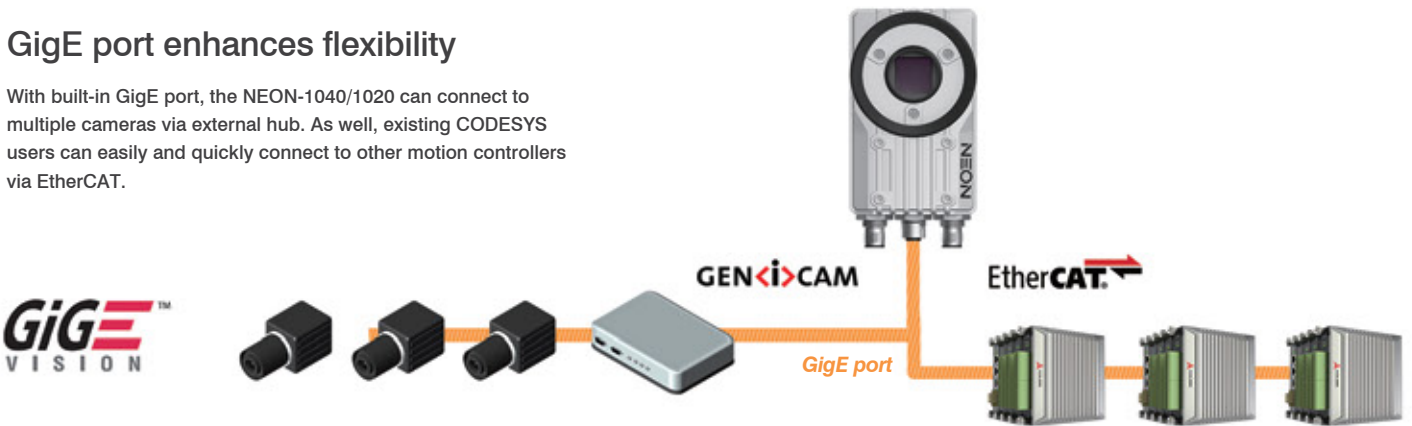 GigE port enhances flexibility
With built-in GigE port, the NEON-1040/1020 can connect to
multiple cameras via external hub. As well, existing CODESYS
users can easily and quickly connect to other motion controllers
via EtherCAT.
NEON
GEN<i>CAM
EtherCAT.
GiGE™
VISION
GigE port